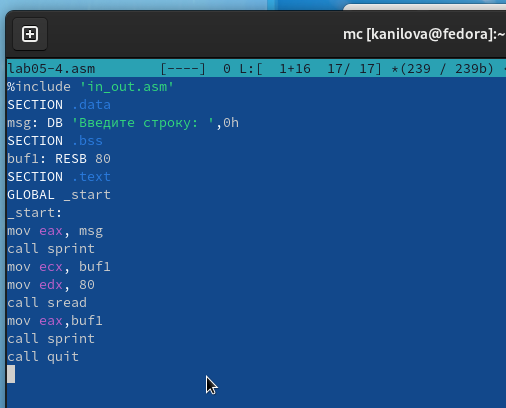 mc [kanilova@fedora]:~
lab05-4.asm [----] 0 L:[ 1+16 17/ 17] *(239 / 239b)
%include 'in_out.asm'
SECTION .data
msg: DB 'Введите строку: ',0h
SECTION .bss
buf1: RESB 80
SECTION .text
GLOBAL _start
_start:
mov eax, msg
call sprint
mov ecx, buf1
mov edx, 80
call sread
mov eax,buf1
call sprint
call quit